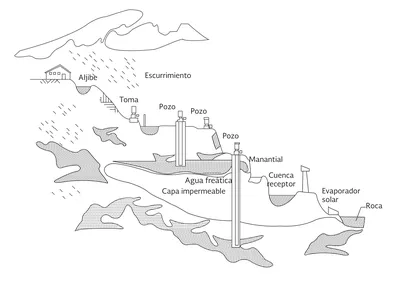 Escurrimiento
Aljibe
Toma
Pozo
Pozo
Pozo
Manantial
Agua freática
Cuenca
receptor
Capa impermeable
Evaporador
solar
Roca